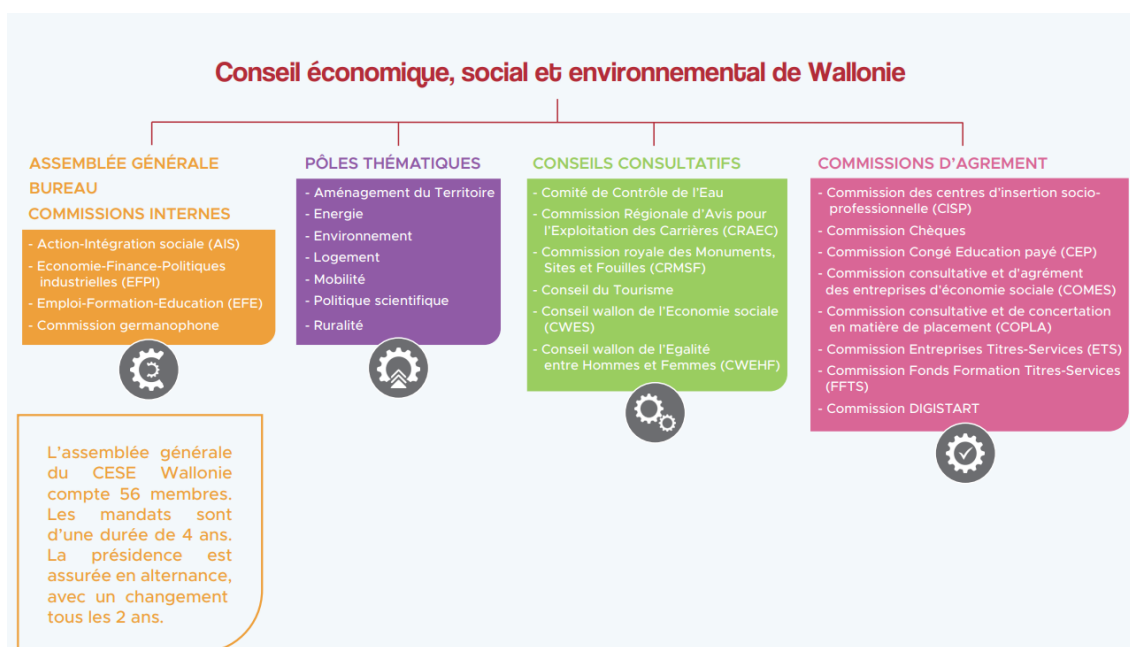 Conseil économique, social et environnemental de Wallonie
ASSEMBLÉE GÉNÉRALE
BUREAU
COMMISSIONS INTERNES
- Action-Intégration sociale (AIS)
- Economie-Finance-Politiques
industrielles (EFPI)
- Emploi-Formation-Education (EFE)
- Commission germanophone
L'assemblée générale
du CESE Wallonie
compte 56 membres.
Les mandats sont
d'une durée de 4 ans.
La présidence est
assurée en alternance,
avec un changement
tous les 2 ans.
PÔLES THÉMATIQUES
- Aménagement du Territoire
- Energie
- Environnement
- Logement
- Mobilité
- Politique scientifique
- Ruralité
CONSEILS CONSULTATIFS
- Comité de Contrôle de l'Eau
- Commission Régionale d'Avis pour
l'Exploitation des Carrières (CRAEC)
- Commission royale des Monuments,
Sites et Fouilles (CRMSF)
- Conseil du Tourisme
- Conseil wallon de l'Economie sociale
(CWES)
- Conseil wallon de l'Egalité
entre Hommes et Femmes (CWEHF)
COMMISSIONS D'AGREMENT
- Commission des centres d'insertion socio-
professionnelle (CISP)
- Commission Chèques
- Commission Congé Education payé (CEP)
- Commission consultative et d'agrément
des entreprises d'économie sociale (COMES)
- Commission consultative et de concertation
en matière de placement (COPLA)
- Commission Entreprises Titres-Services (ETS)
- Commission Fonds Formation Titres-Services
(FFTS)
- Commission DIGISTART